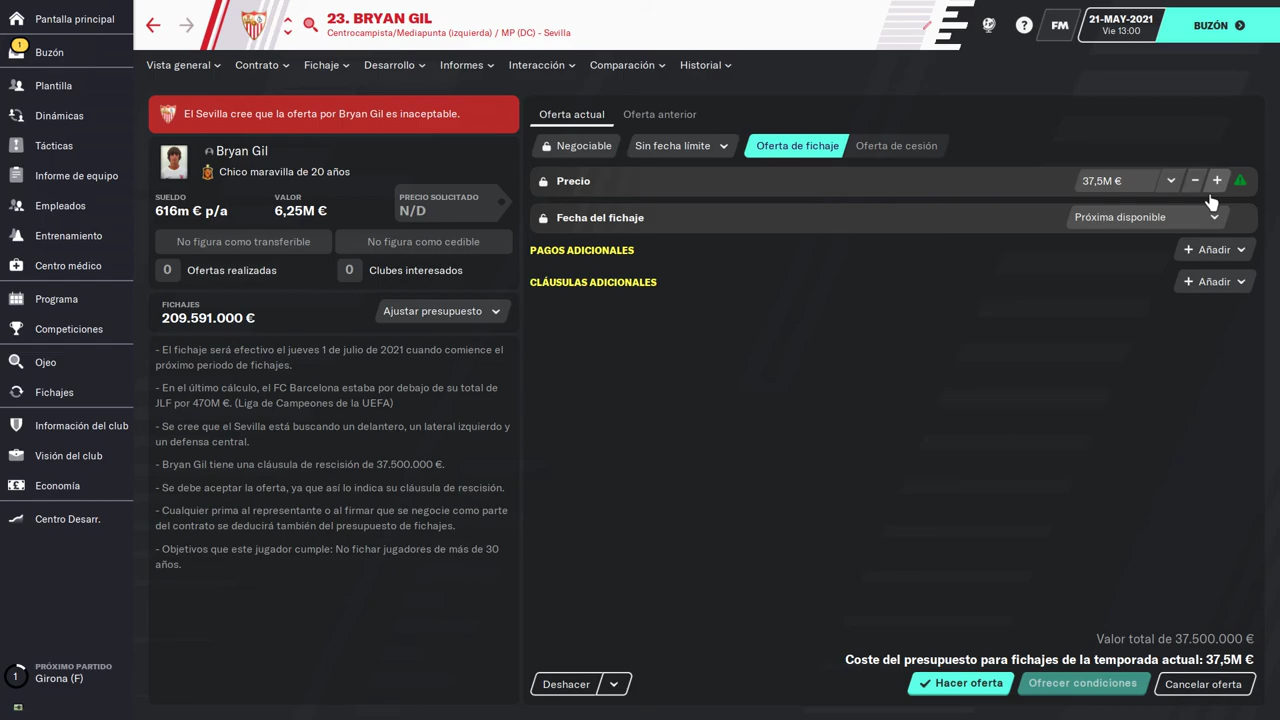 Pantalla principal
1
Buzón
Plantilla
Dinámicas
Tácticas
Informe de equipo
Empleados
Entrenamiento
Centro médico
Programa
Competiciones
Ojeo
Fichajes
Información del club
Visión del club
Economía
Centro Desarr.
1
PRÓXIMO PARTIDO
Girona (F)
23. BRYAN GIL
Centrocampista/Mediapunta (izquierda) / MP (DC) - Sevilla
?
FM
21-MAY-2021
Vie 13:00
BUZÓN
Vista general
Contrato
Fichaje
Desarrollo
Informes
Interacción
Comparación
Historial
El Sevilla cree que la oferta por Bryan Gil es inaceptable.
Bryan Gil
Chico maravilla de 20 años
SUELDO
616m € p/a
VALOR
6,25M €
PRECIO SOLICITADO
N/D
No figura como transferible
No figura como cedible
0 Ofertas realizadas
0 Clubes interesados
FICHAJES
209.591.000 €
Ajustar presupuesto
- El fichaje será efectivo el jueves 1 de julio de 2021 cuando comience el
próximo periodo de fichajes.
- En el último cálculo, el FC Barcelona estaba por debajo de su total de
JLF por 470M €. (Liga de Campeones de la UEFA)
- Se cree que el Sevilla está buscando un delantero, un lateral izquierdo y
un defensa central.
- Bryan Gil tiene una cláusula de rescisión de 37.500.000 €.
- Se debe aceptar la oferta, ya que así lo indica su cláusula de rescisión.
- Cualquier prima al representante o al firmar que se negocie como parte
del contrato se deducirá también del presupuesto de fichajes.
- Objetivos que este jugador cumple: No fichar jugadores de más de 30
años.
Oferta actual
Oferta anterior
Negociable
Sin fecha límite
Oferta de fichaje
Oferta de cesión
Precio
37,5M €
Fecha del fichaje
Próxima disponible
PAGOS ADICIONALES
+ Añadir
CLÁUSULAS ADICIONALES
+ Añadir
Valor total de 37.500.000 €
Coste del presupuesto para fichajes de la temporada actual: 37,5M €
Deshacer
Hacer oferta
Ofrecer condiciones
Cancelar oferta